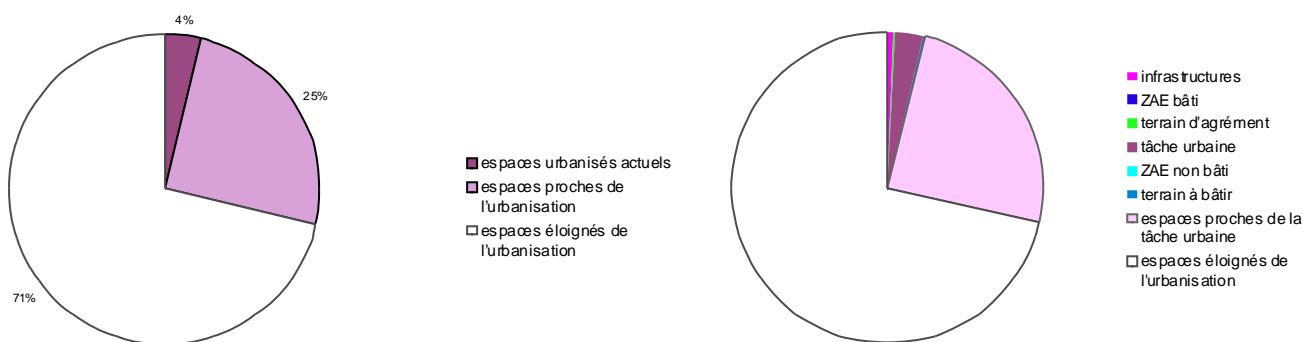 4%
25%
71%
espaces urbanisés actuels
espaces proches de
l'urbanisation
espaces éloignés de
l'urbanisation
infrastructures
ZAE bâti
terrain d'agrément
tâche urbaine
ZAE non bâti
terrain à bâtir
espaces proches de la
tâche urbaine
espaces éloignés de
l'urbanisation